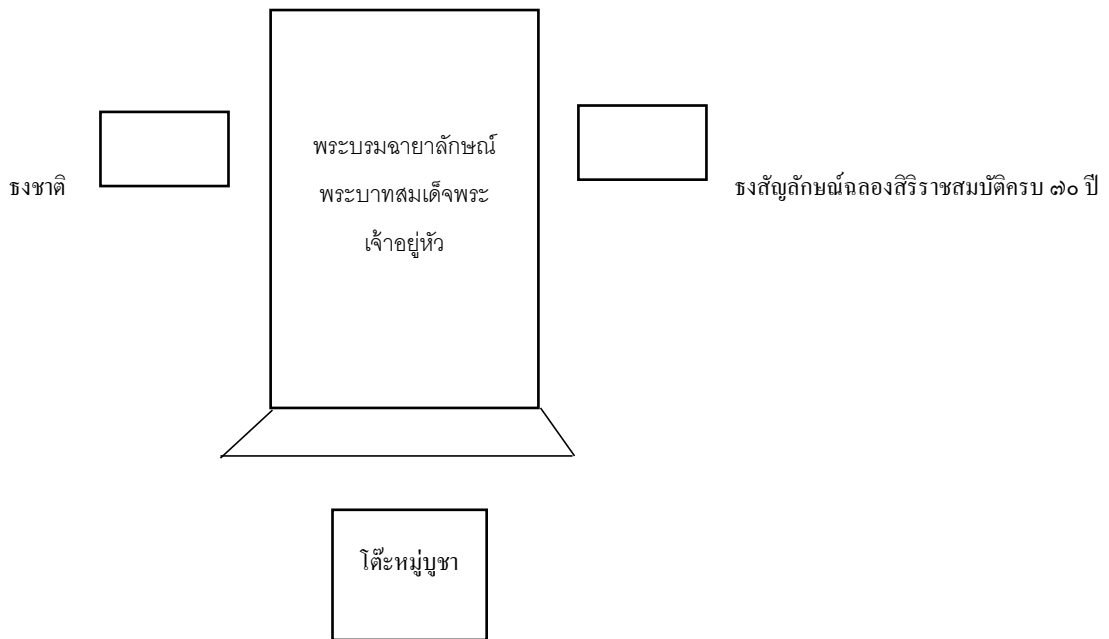 พระบรมฉายาลักษณ์
พระบาทสมเด็จพระ
เจ้าอยู่หัว
ธงชาติ
ธงสัญลักษณ์ฉลองสิริราชสมบัติครบ ๗๐ ปี
โต๊ะหมู่บูชา